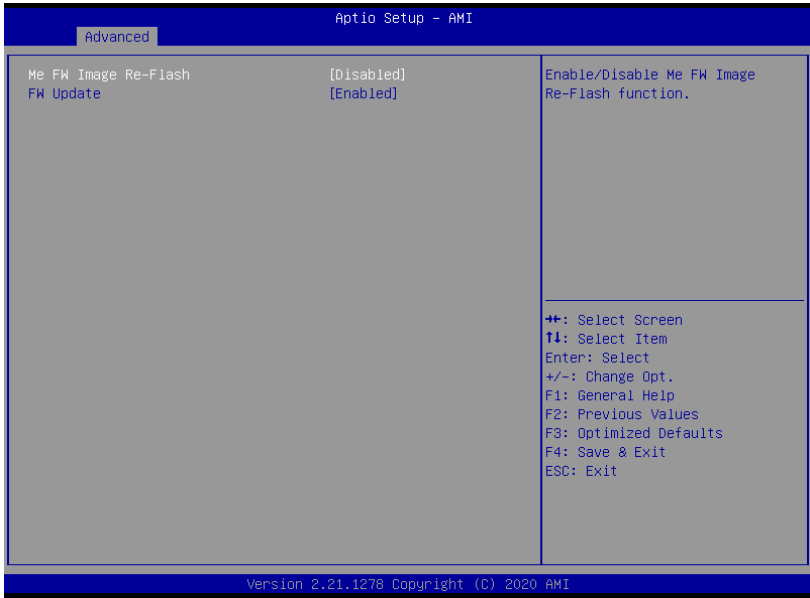 Aptio Setup – AMI
Advanced
Me FW Image Re-Flash [Disabled]
FW Update [Enabled]
Enable/Disable Me FW Image
Re-Flash function.
→←: Select Screen
↑↓: Select Item
Enter: Select
+/-: Change Opt.
F1: General Help
F2: Previous Values
F3: Optimized Defaults
F4: Save & Exit
ESC: Exit
Version 2.21.1278 Copyright (C) 2020 AMI